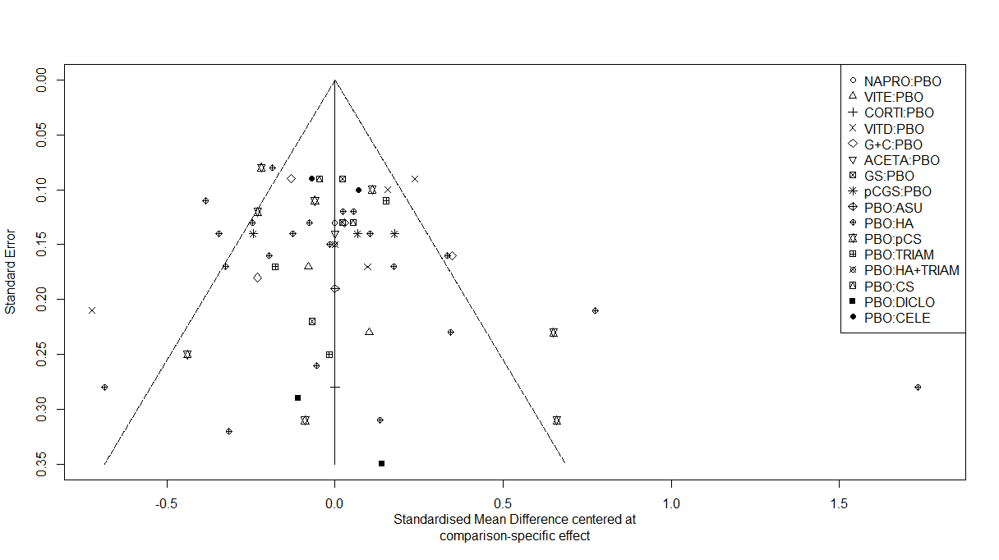 0.00
0.05
0.10
0.15
0.20
0.25
0.30
0.35
Standard Error
NAPRO:PBO
VITE:PBO
CORTI:PBO
VITD:PBO
G+C:PBO
ACETA:PBO
GS:PBO
pCGS:PBO
PBO:ASU
PBO:HA
PBO:pCS
PBO:TRIAM
PBO:HA+TRIAM
PBO:CS
PBO:DICLO
PBO:CELE
-0.5 0.0 0.5 1.0 1.5
Standardised Mean Difference centered at
comparison-specific effect